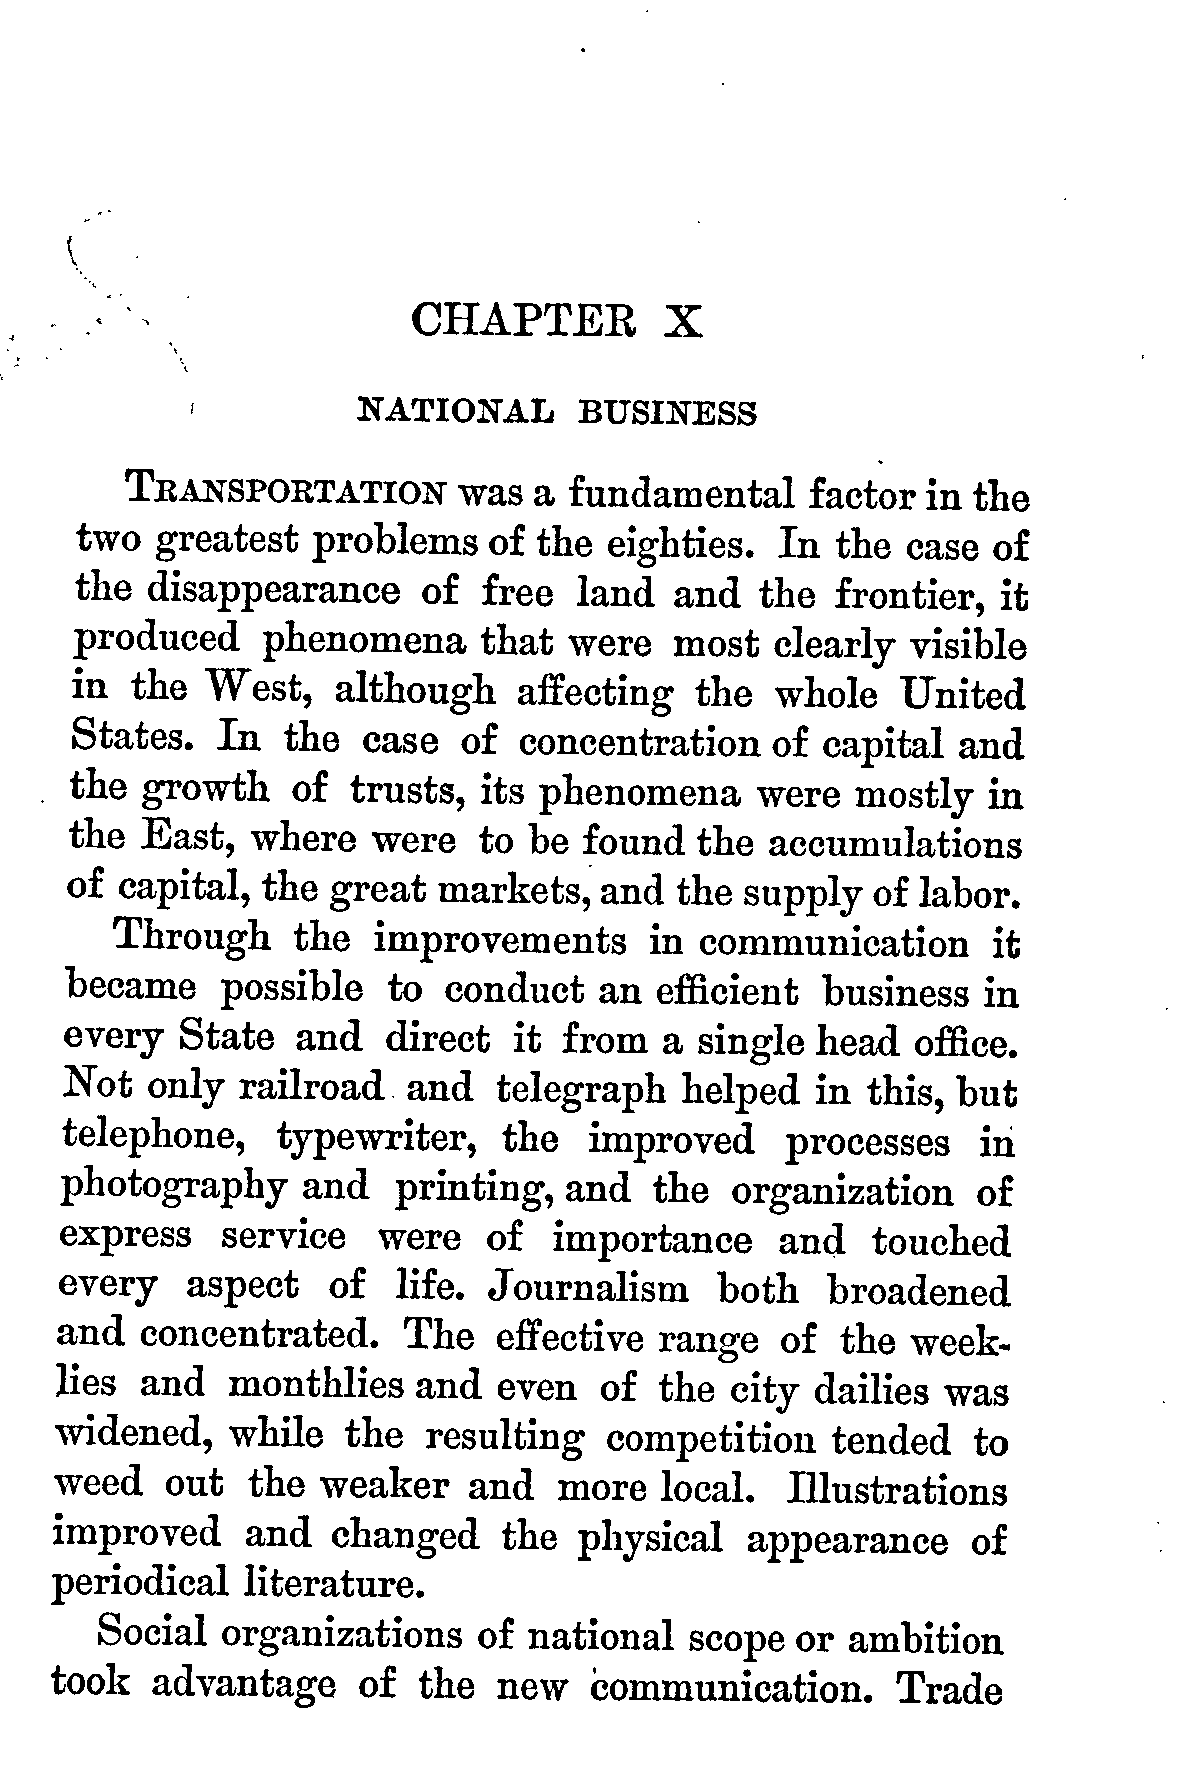 CHAPTER X
NATIONAL BUSINESS
TRANSPORTATION was a fundamental factor in the
two greatest problems of the eighties. In the case of
the disappearance of free land and the frontier, it
produced phenomena that were most clearly visible
in the West, although affecting the whole United
States. In the case of concentration of capital and
the growth of trusts, its phenomena were mostly in
the East, where were to be found the accumulations
of capital, the great markets, and the supply of labor.
Through the improvements in communication it
became possible to conduct an efficient business in
every State and direct it from a single head office.
Not only railroad and telegraph helped in this, but
telephone, typewriter, the improved processes in
photography and printing, and the organization of
express service were of importance and touched
every aspect of life. Journalism both broadened
and concentrated. The effective range of the week-
lies and monthlies and even of the city dailies was
widened, while the resulting competition tended to
weed out the weaker and more local. Illustrations
improved and changed the physical appearance of
periodical literature.
Social organizations of national scope or ambition
took advantage of the new communication. Trade